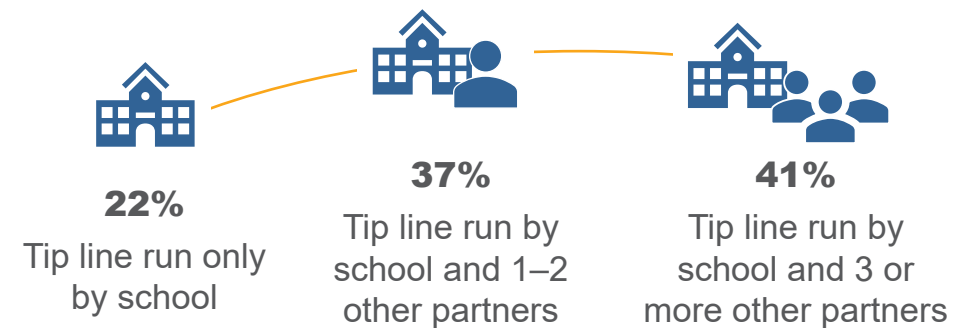 22%
Tip line run only
by school
37%
Tip line run by
school and 1–2
other partners
41%
Tip line run by
school and 3 or
more other partners